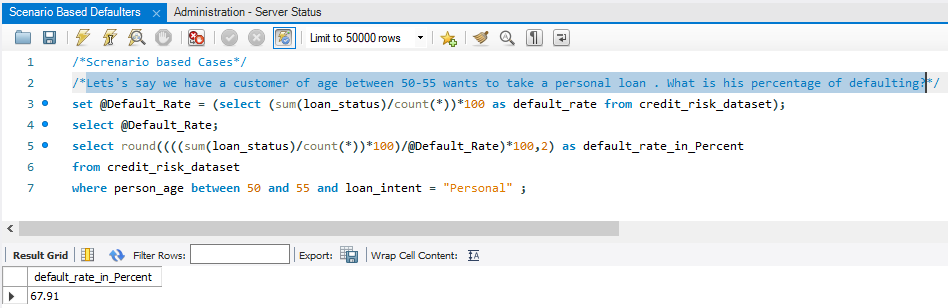 Scenario Based Defaulters × Administration - Server Status
Limit to 50000 rows
1 /*Screnario based Cases*/
2 /*Lets's say we have a customer of age between 50-55 wants to take a personal loan . What is his percentage of defaulting?*/
3 set @Default_Rate = (select (sum(loan_status)/count(*))*100 as default_rate from credit_risk_dataset);
4 select @Default_Rate;
5 select round((((sum(loan_status)/count(*))*100)/@Default_Rate)*100,2) as default_rate_in_Percent
6 from credit_risk_dataset
7 where person_age between 50 and 55 and loan_intent = "Personal" ;
Result Grid Filter Rows: Export: Wrap Cell Content:
default_rate_in_Percent
67.91